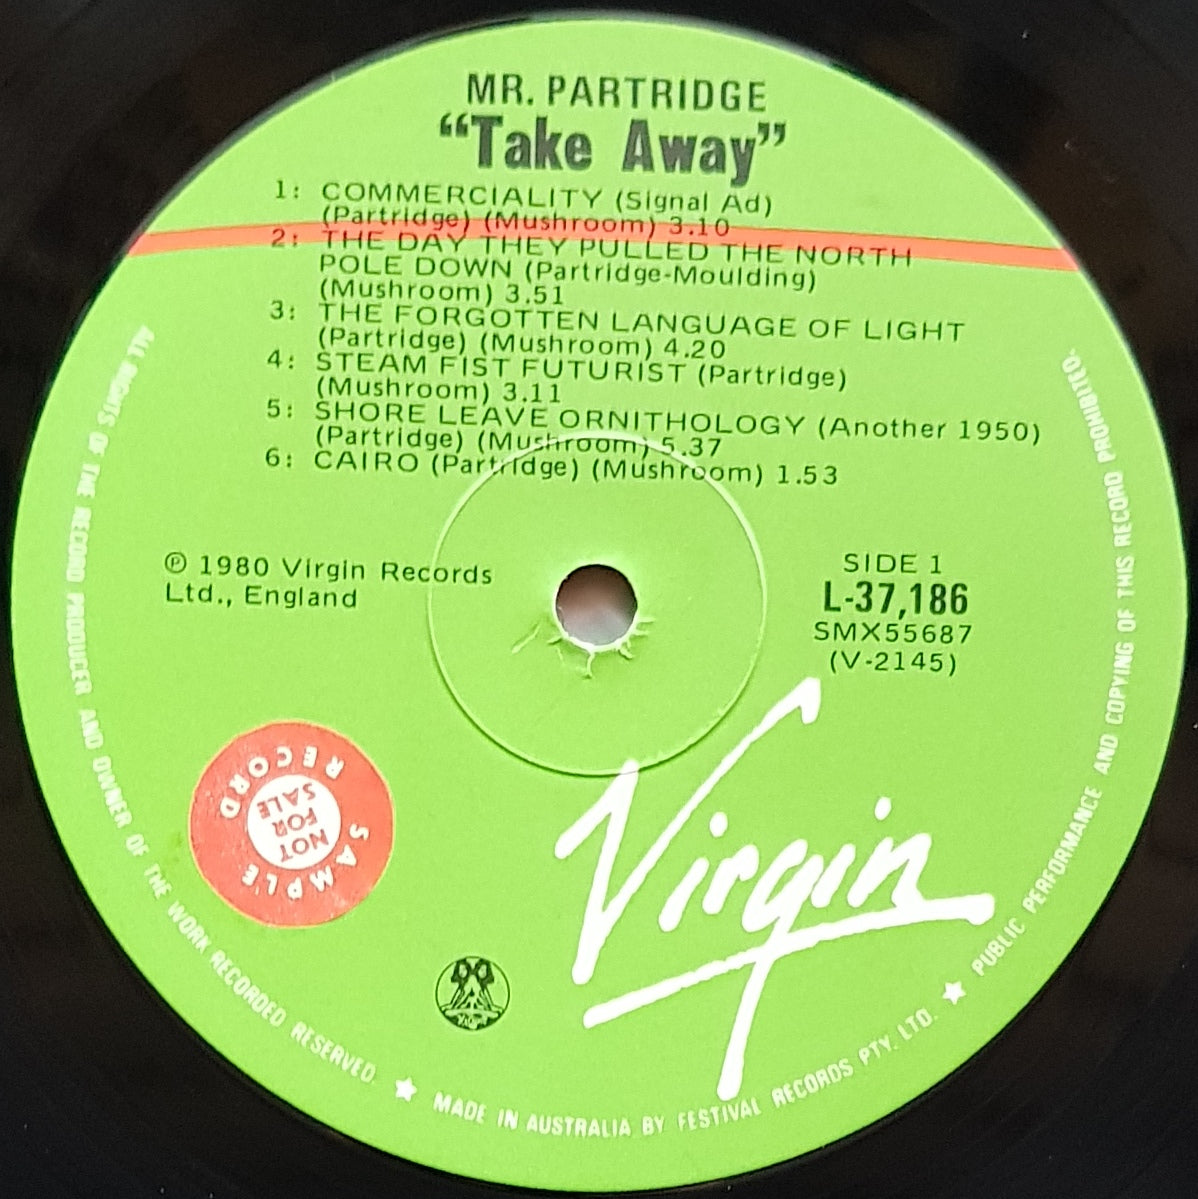 MR. PARTRIDGE
“Take Away”
1: COMMERCIALITY (Signal Ad)
(Partridge) (Mushroom) 3.10
2: THE DAY THEY PULLED THE NORTH
POLE DOWN (Partridge-Moulding)
(Mushroom) 3.51
3: THE FORGOTTEN LANGUAGE OF LIGHT
(Partridge) (Mushroom) 4.20
4: STEAM FIST FUTURIST (Partridge)
(Mushroom) 3.11
5: SHORE LEAVE ORNITHOLOGY (Another 1950)
(Partridge) (Mushroom) 5.37
6: CAIRO (Partridge) (Mushroom) 1.53
℗ 1980 Virgin Records
Ltd., England
SIDE 1
L-37,186
SMX55687
(V-2145)
SAMPLE RECORD
NOT
FOR
SALE
Virgin
ALL RIGHTS OF THE RECORD PRODUCER AND OWNER OF THE WORK RECORDED RESERVED. ★ MADE IN AUSTRALIA BY FESTIVAL RECORDS PTY. LTD. ★ PUBLIC PERFORMANCE AND COPYING OF THIS RECORD PROHIBITED.